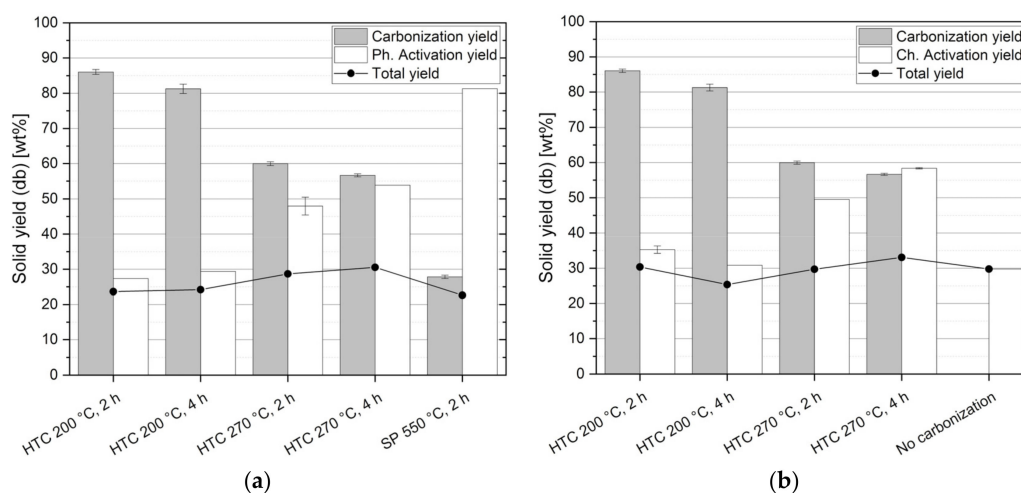 100
90
80
70
60
50
40
30
20
10
0
Solid yield (db) [wt%]
Carbonization yield
Ph. Activation yield
Total yield
HTC 200 °C, 2 h
HTC 200 °C, 4 h
HTC 270 °C, 2 h
HTC 270 °C, 4 h
SP 550 °C, 2 h
(a)
100
90
80
70
60
50
40
30
20
10
0
Solid yield (db) [wt%]
Carbonization yield
Ch. Activation yield
Total yield
HTC 200 °C, 2 h
HTC 200 °C, 4 h
HTC 270 °C, 2 h
HTC 270 °C, 4 h
No carbonization
(b)